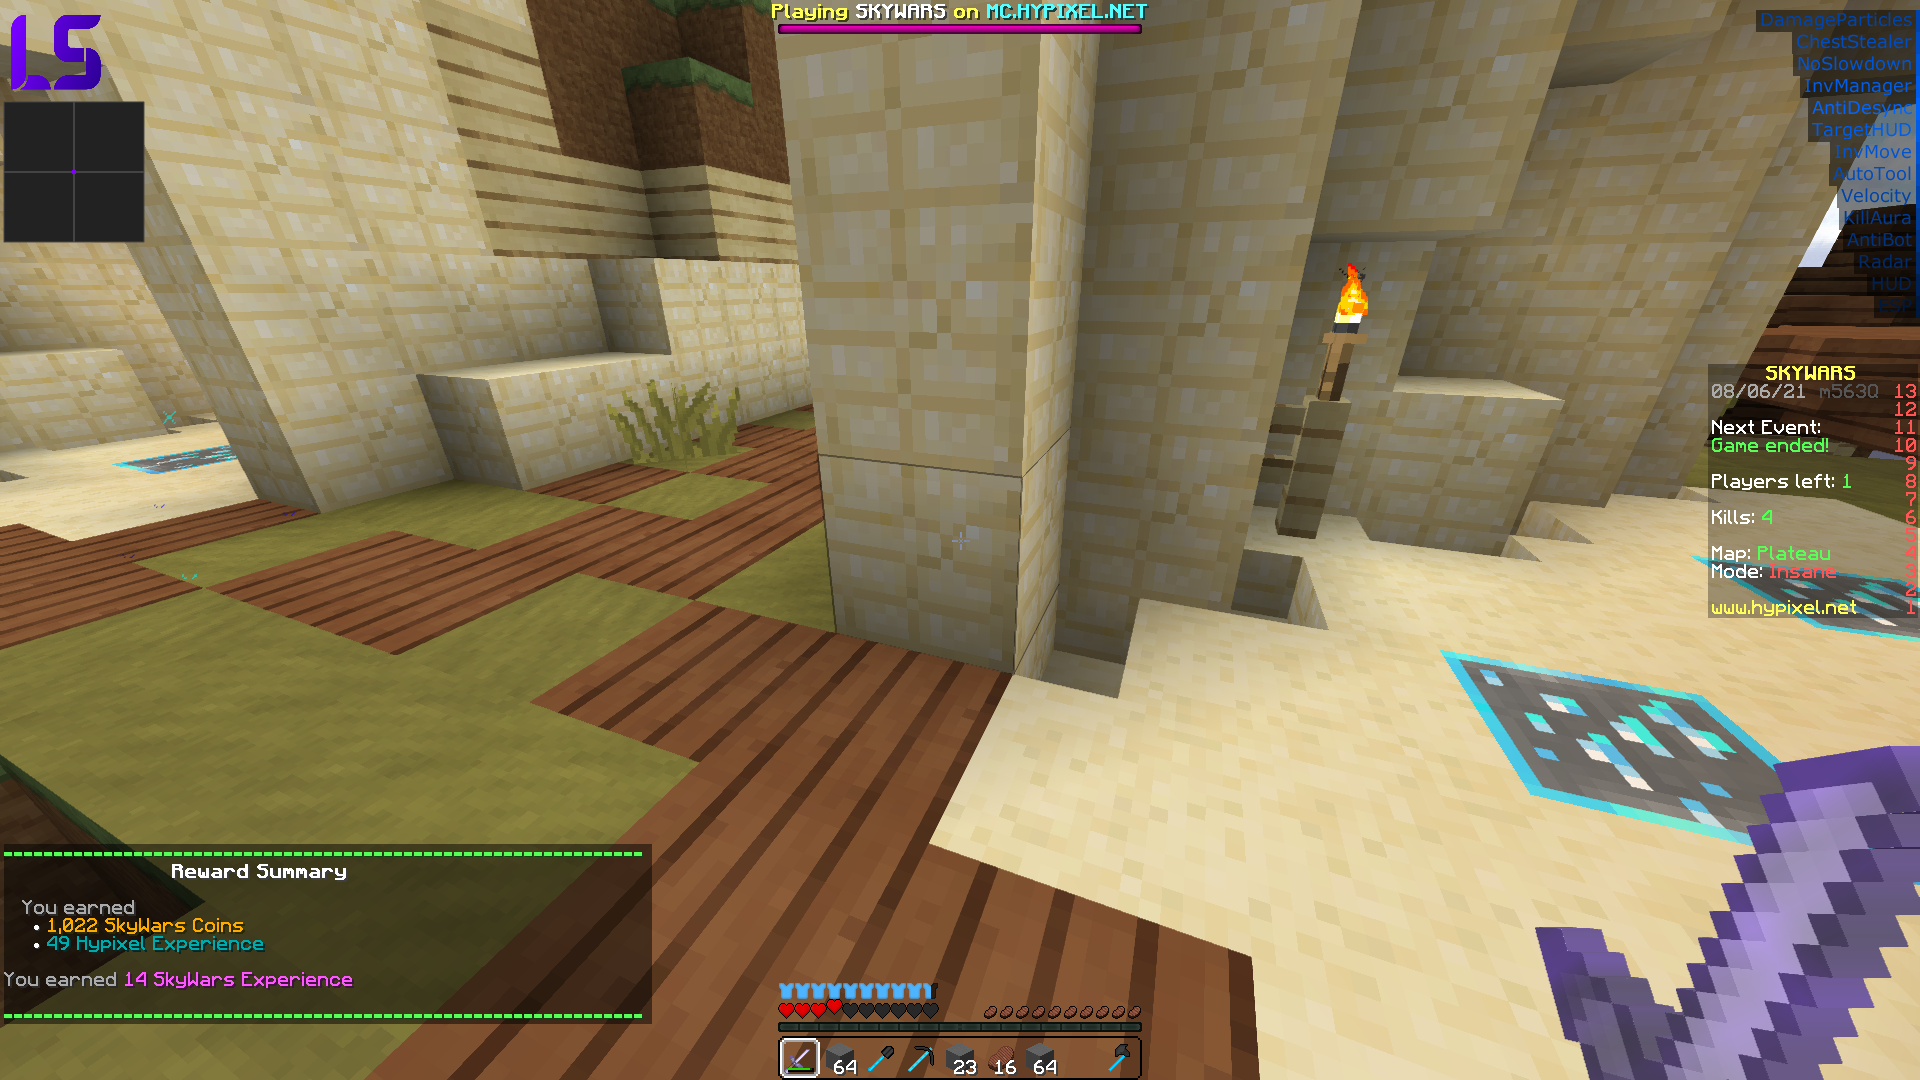 Playing SKYWARS on MC.HYPIXEL.NET
LS
DamageParticles
ChestStealer
NoSlowdown
InvManager
AntiDesync
TargetHUD
InvMove
AutoTool
Velocity
KillAura
AntiBot
Radar
HUD
SKYWARS
08/06/21 m563Q 13
12
Next Event: 11
Game ended! 10
9
Players left: 1 8
7
Kills: 4 6
5
Map: Plateau 4
Mode: Insane 3
2
www.hypixel.net 1
Reward Summary
You earned
• 1,022 SkyWars Coins
• 49 Hypixel Experience
You earned 14 SkyWars Experience
64 23 16 64